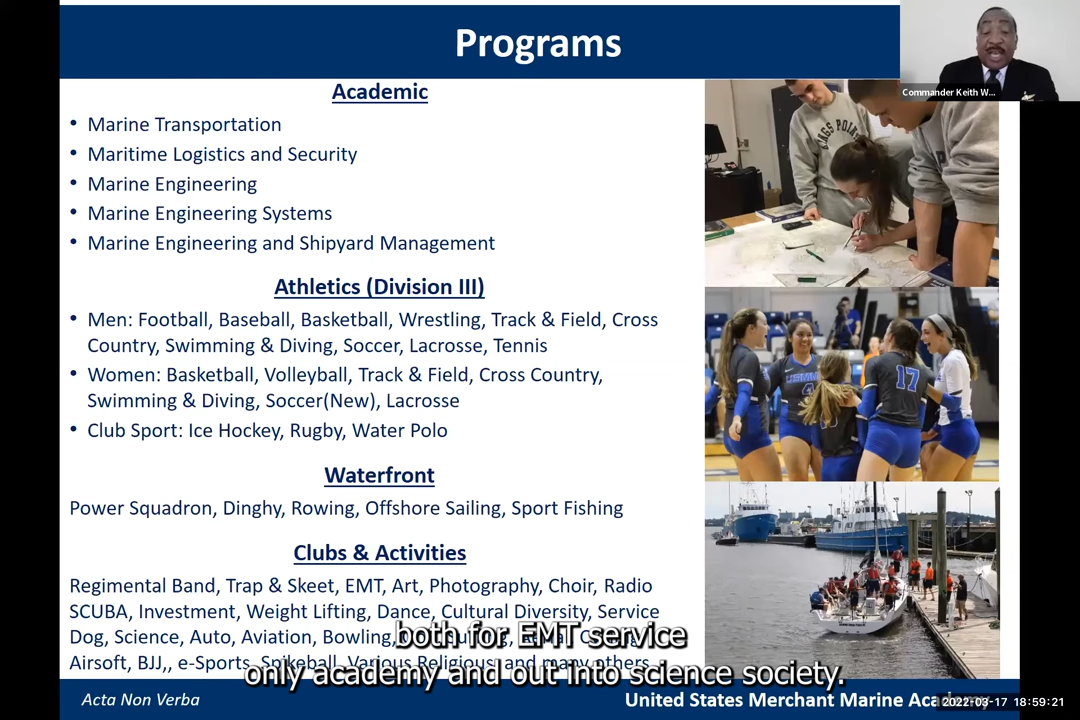 Programs
Commander Keith W...
Academic
• Marine Transportation
• Maritime Logistics and Security
• Marine Engineering
• Marine Engineering Systems
• Marine Engineering and Shipyard Management
Athletics (Division III)
• Men: Football, Baseball, Basketball, Wrestling, Track & Field, Cross
Country, Swimming & Diving, Soccer, Lacrosse, Tennis
• Women: Basketball, Volleyball, Track & Field, Cross Country,
Swimming & Diving, Soccer(New), Lacrosse
• Club Sport: Ice Hockey, Rugby, Water Polo
Waterfront
Power Squadron, Dinghy, Rowing, Offshore Sailing, Sport Fishing
Clubs & Activities
Regimental Band, Trap & Skeet, EMT, Art, Photography, Choir, Radio
SCUBA, Investment, Weight Lifting, Dance, Cultural Diversity, Service
Dog, Science, Auto, Aviation, Bowling,
Airsoft, BJJ,, e-Sports, Spikeball, Various Religious, and many others
both for EMT service
only academy and out into science society.
KINGS POINT
17
Acta Non Verba
United States Merchant Marine Academy
2022-03-17 18:59:21